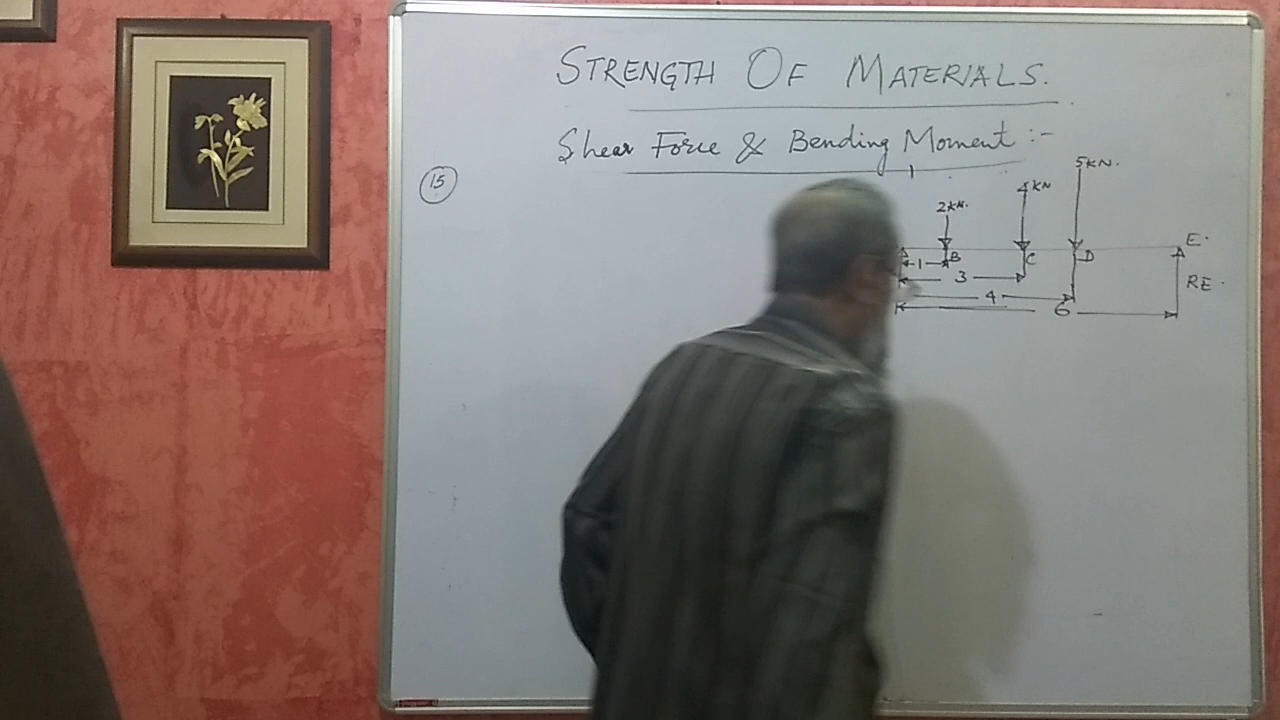 STRENGTH OF MATERIALS.
Shear Force & Bending Moment :-
15
5KN.
4KN
2KN.
E.
B C D
1
3
RE.
4
6